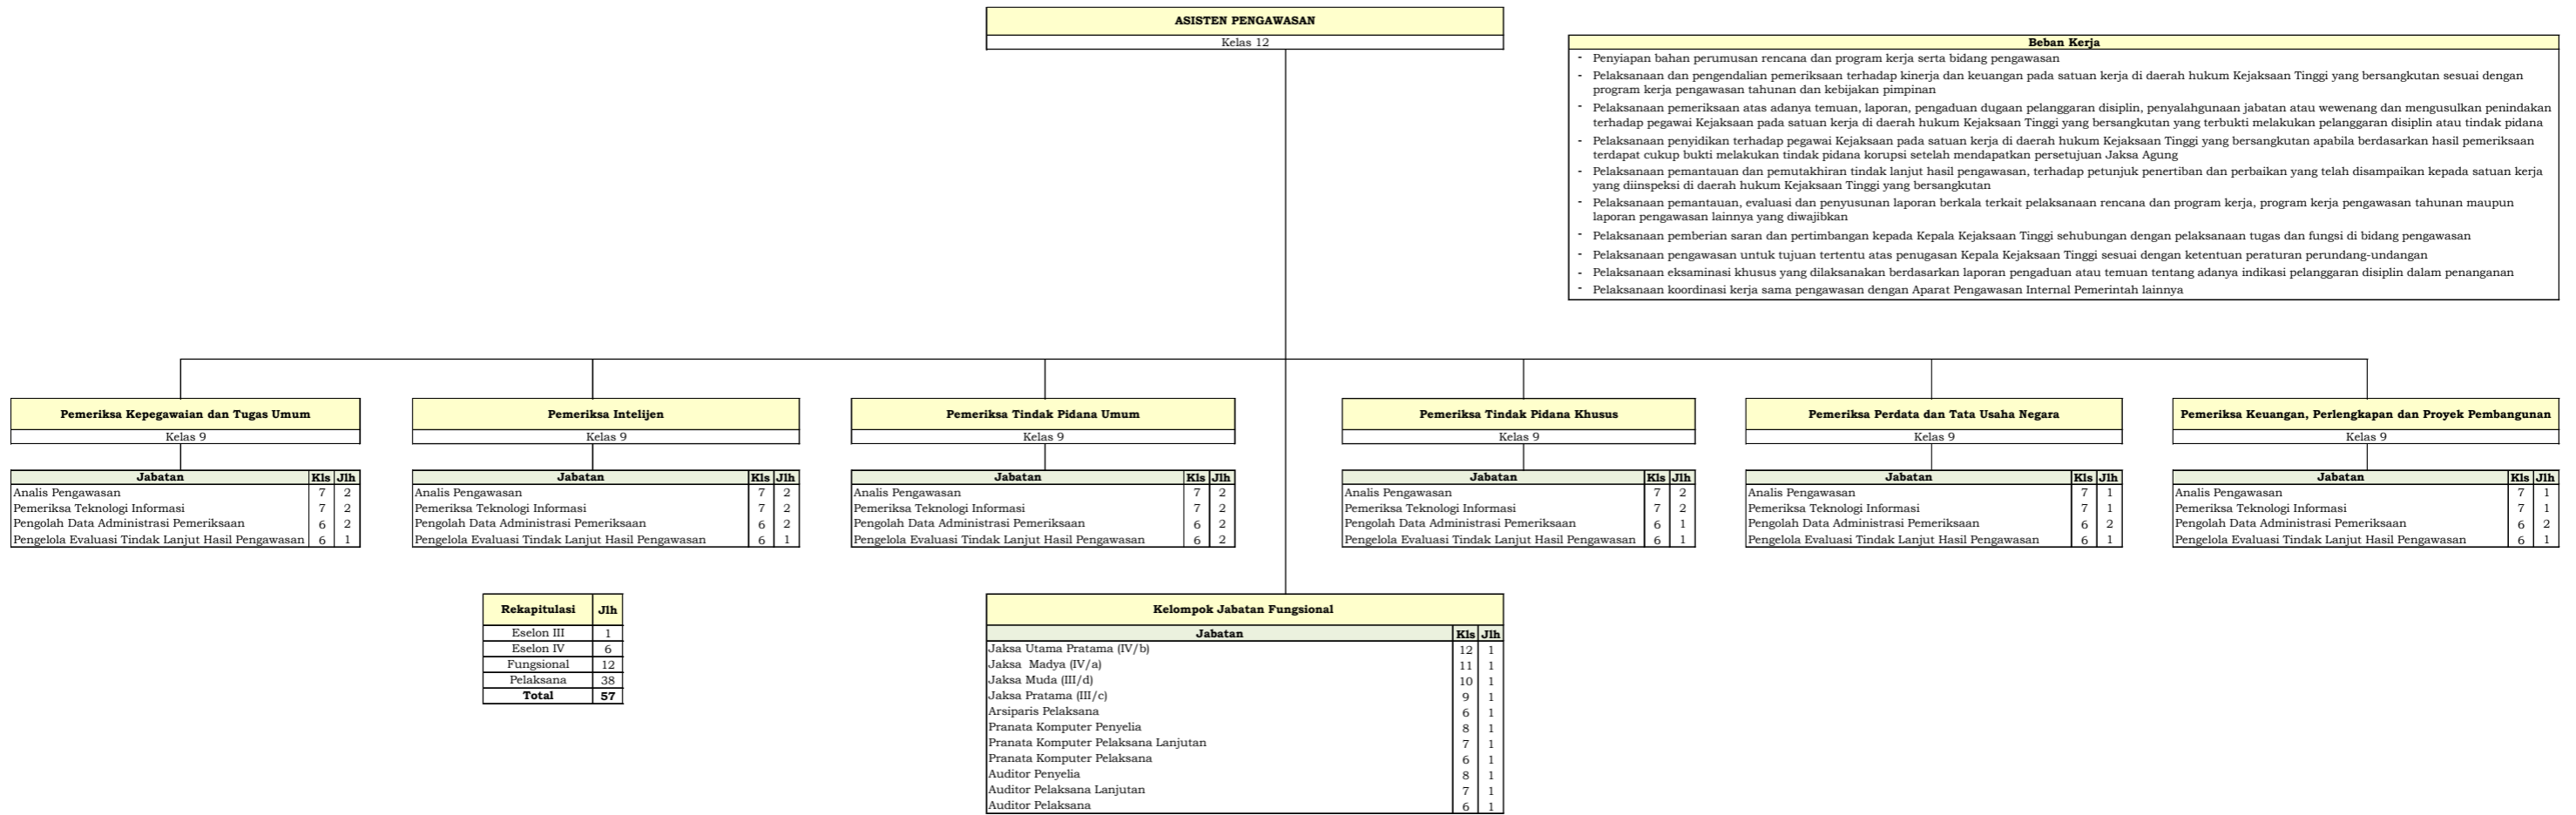 ASISTEN PENGAWASAN
Kelas 12
Beban Kerja
- Penyiapan bahan perumusan rencana dan program kerja serta bidang pengawasan
- Pelaksanaan dan pengendalian pemeriksaan terhadap kinerja dan keuangan pada satuan kerja di daerah hukum Kejaksaan Tinggi yang bersangkutan sesuai dengan
program kerja pengawasan tahunan dan kebijakan pimpinan
- Pelaksanaan pemeriksaan atas adanya temuan, laporan, pengaduan dugaan pelanggaran disiplin, penyalahgunaan jabatan atau wewenang dan mengusulkan penindakan
terhadap pegawai Kejaksaan pada satuan kerja di daerah hukum Kejaksaan Tinggi yang bersangkutan yang terbukti melakukan pelanggaran disiplin atau tindak pidana
- Pelaksanaan penyidikan terhadap pegawai Kejaksaan pada satuan kerja di daerah hukum Kejaksaan Tinggi yang bersangkutan apabila berdasarkan hasil pemeriksaan
terdapat cukup bukti melakukan tindak pidana korupsi setelah mendapatkan persetujuan Jaksa Agung
- Pelaksanaan pemantauan dan pemutakhiran tindak lanjut hasil pengawasan, terhadap petunjuk penertiban dan perbaikan yang telah disampaikan kepada satuan kerja
yang diinspeksi di daerah hukum Kejaksaan Tinggi yang bersangkutan
- Pelaksanaan pemantauan, evaluasi dan penyusunan laporan berkala terkait pelaksanaan rencana dan program kerja, program kerja pengawasan tahunan maupun
laporan pengawasan lainnya yang diwajibkan
- Pelaksanaan pemberian saran dan pertimbangan kepada Kepala Kejaksaan Tinggi sehubungan dengan pelaksanaan tugas dan fungsi di bidang pengawasan
- Pelaksanaan pengawasan untuk tujuan tertentu atas penugasan Kepala Kejaksaan Tinggi sesuai dengan ketentuan peraturan perundang-undangan
- Pelaksanaan eksaminasi khusus yang dilaksanakan berdasarkan laporan pengaduan atau temuan tentang adanya indikasi pelanggaran disiplin dalam penanganan
- Pelaksanaan koordinasi kerja sama pengawasan dengan Aparat Pengawasan Internal Pemerintah lainnya
Pemeriksa Kepegawaian dan Tugas Umum
Kelas 9
Jabatan Kls Jlh
Analis Pengawasan 7 2
Pemeriksa Teknologi Informasi 7 2
Pengolah Data Administrasi Pemeriksaan 6 2
Pengelola Evaluasi Tindak Lanjut Hasil Pengawasan 6 1
Pemeriksa Intelijen
Kelas 9
Jabatan Kls Jlh
Analis Pengawasan 7 2
Pemeriksa Teknologi Informasi 7 2
Pengolah Data Administrasi Pemeriksaan 6 2
Pengelola Evaluasi Tindak Lanjut Hasil Pengawasan 6 1
Pemeriksa Tindak Pidana Umum
Kelas 9
Jabatan Kls Jlh
Analis Pengawasan 7 2
Pemeriksa Teknologi Informasi 7 2
Pengolah Data Administrasi Pemeriksaan 6 2
Pengelola Evaluasi Tindak Lanjut Hasil Pengawasan 6 2
Pemeriksa Tindak Pidana Khusus
Kelas 9
Jabatan Kls Jlh
Analis Pengawasan 7 2
Pemeriksa Teknologi Informasi 7 2
Pengolah Data Administrasi Pemeriksaan 6 1
Pengelola Evaluasi Tindak Lanjut Hasil Pengawasan 6 1
Pemeriksa Perdata dan Tata Usaha Negara
Kelas 9
Jabatan Kls Jlh
Analis Pengawasan 7 1
Pemeriksa Teknologi Informasi 7 1
Pengolah Data Administrasi Pemeriksaan 6 2
Pengelola Evaluasi Tindak Lanjut Hasil Pengawasan 6 1
Pemeriksa Keuangan, Perlengkapan dan Proyek Pembangunan
Kelas 9
Jabatan Kls Jlh
Analis Pengawasan 7 1
Pemeriksa Teknologi Informasi 7 1
Pengolah Data Administrasi Pemeriksaan 6 2
Pengelola Evaluasi Tindak Lanjut Hasil Pengawasan 6 1
Rekapitulasi Jlh
Eselon III 1
Eselon IV 6
Fungsional 12
Pelaksana 38
Total 57
Kelompok Jabatan Fungsional
Jabatan Kls Jlh
Jaksa Utama Pratama (IV/b) 12 1
Jaksa Madya (IV/a) 11 1
Jaksa Muda (III/d) 10 1
Jaksa Pratama (III/c) 9 1
Arsiparis Pelaksana 6 1
Pranata Komputer Penyelia 8 1
Pranata Komputer Pelaksana Lanjutan 7 1
Pranata Komputer Pelaksana 6 1
Auditor Penyelia 8 1
Auditor Pelaksana Lanjutan 7 1
Auditor Pelaksana 6 1